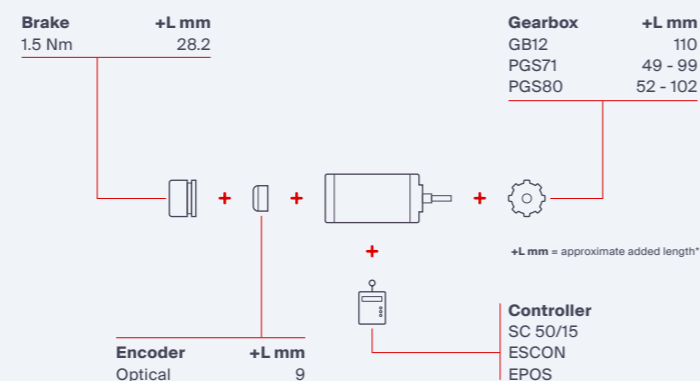 Brake +L mm
1.5 Nm 28.2
Gearbox +L mm
GB12 110
PGS71 49 - 99
PGS80 52 - 102
+L mm = approximate added length*
Controller
SC 50/15
ESCON
EPOS
Encoder +L mm
Optical 9